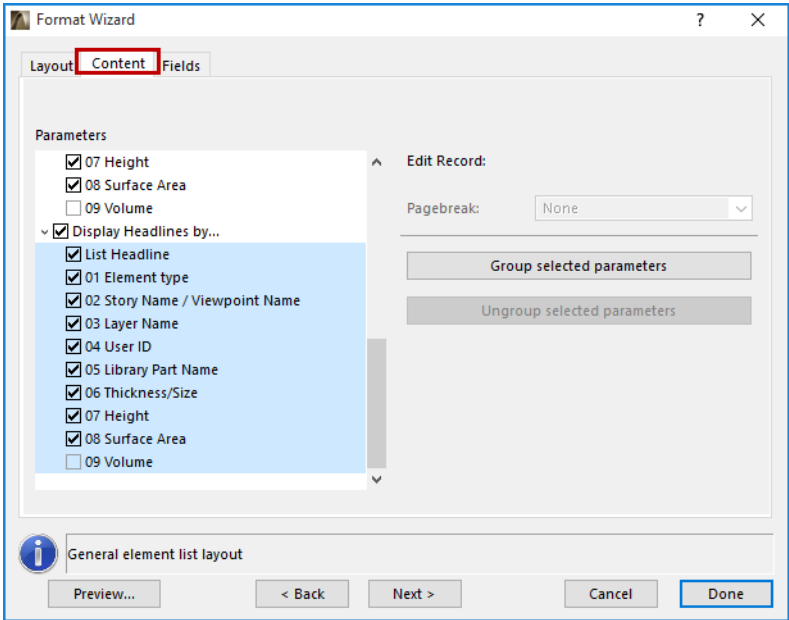 Format Wizard
?
Layout Content Fields
Parameters
07 Height
08 Surface Area
09 Volume
Display Headlines by...
List Headline
01 Element type
02 Story Name / Viewpoint Name
03 Layer Name
04 User ID
05 Library Part Name
06 Thickness/Size
07 Height
08 Surface Area
09 Volume
Edit Record:
Pagebreak: None
Group selected parameters
Ungroup selected parameters
i
General element list layout
Preview... < Back Next > Cancel Done